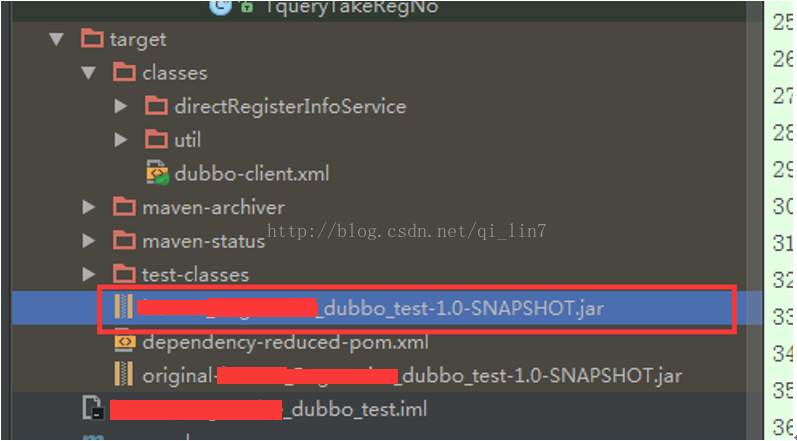 TqueryTakeRegNo
25
target
26
classes
27
directRegisterInfoService
28
util
29
dubbo-client.xml
30
maven-archiver
http://blog.csdn.net/qi_lin7
31
maven-status
32
test-classes
33
_dubbo_test-1.0-SNAPSHOT.jar
34
dependency-reduced-pom.xml
35
original-_dubbo_test-1.0-SNAPSHOT.jar
_dubbo_test.iml
36